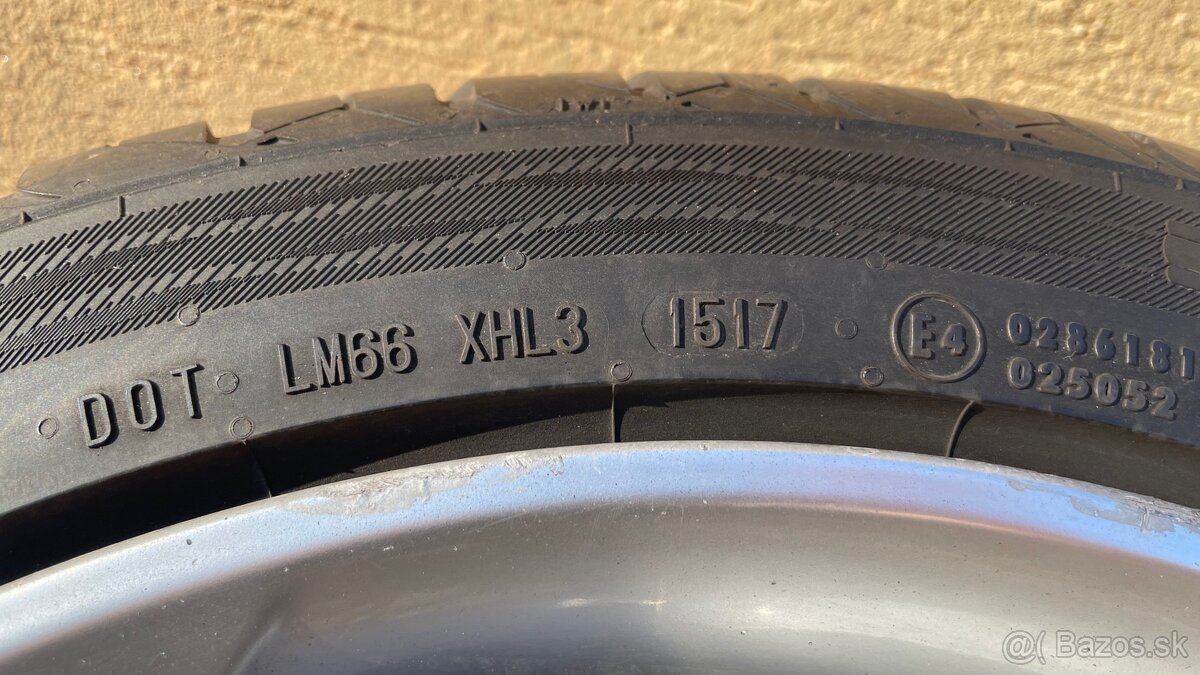 DOT LM66 XHL3 1517 E4 0286181
025052
@( Bazos.sk